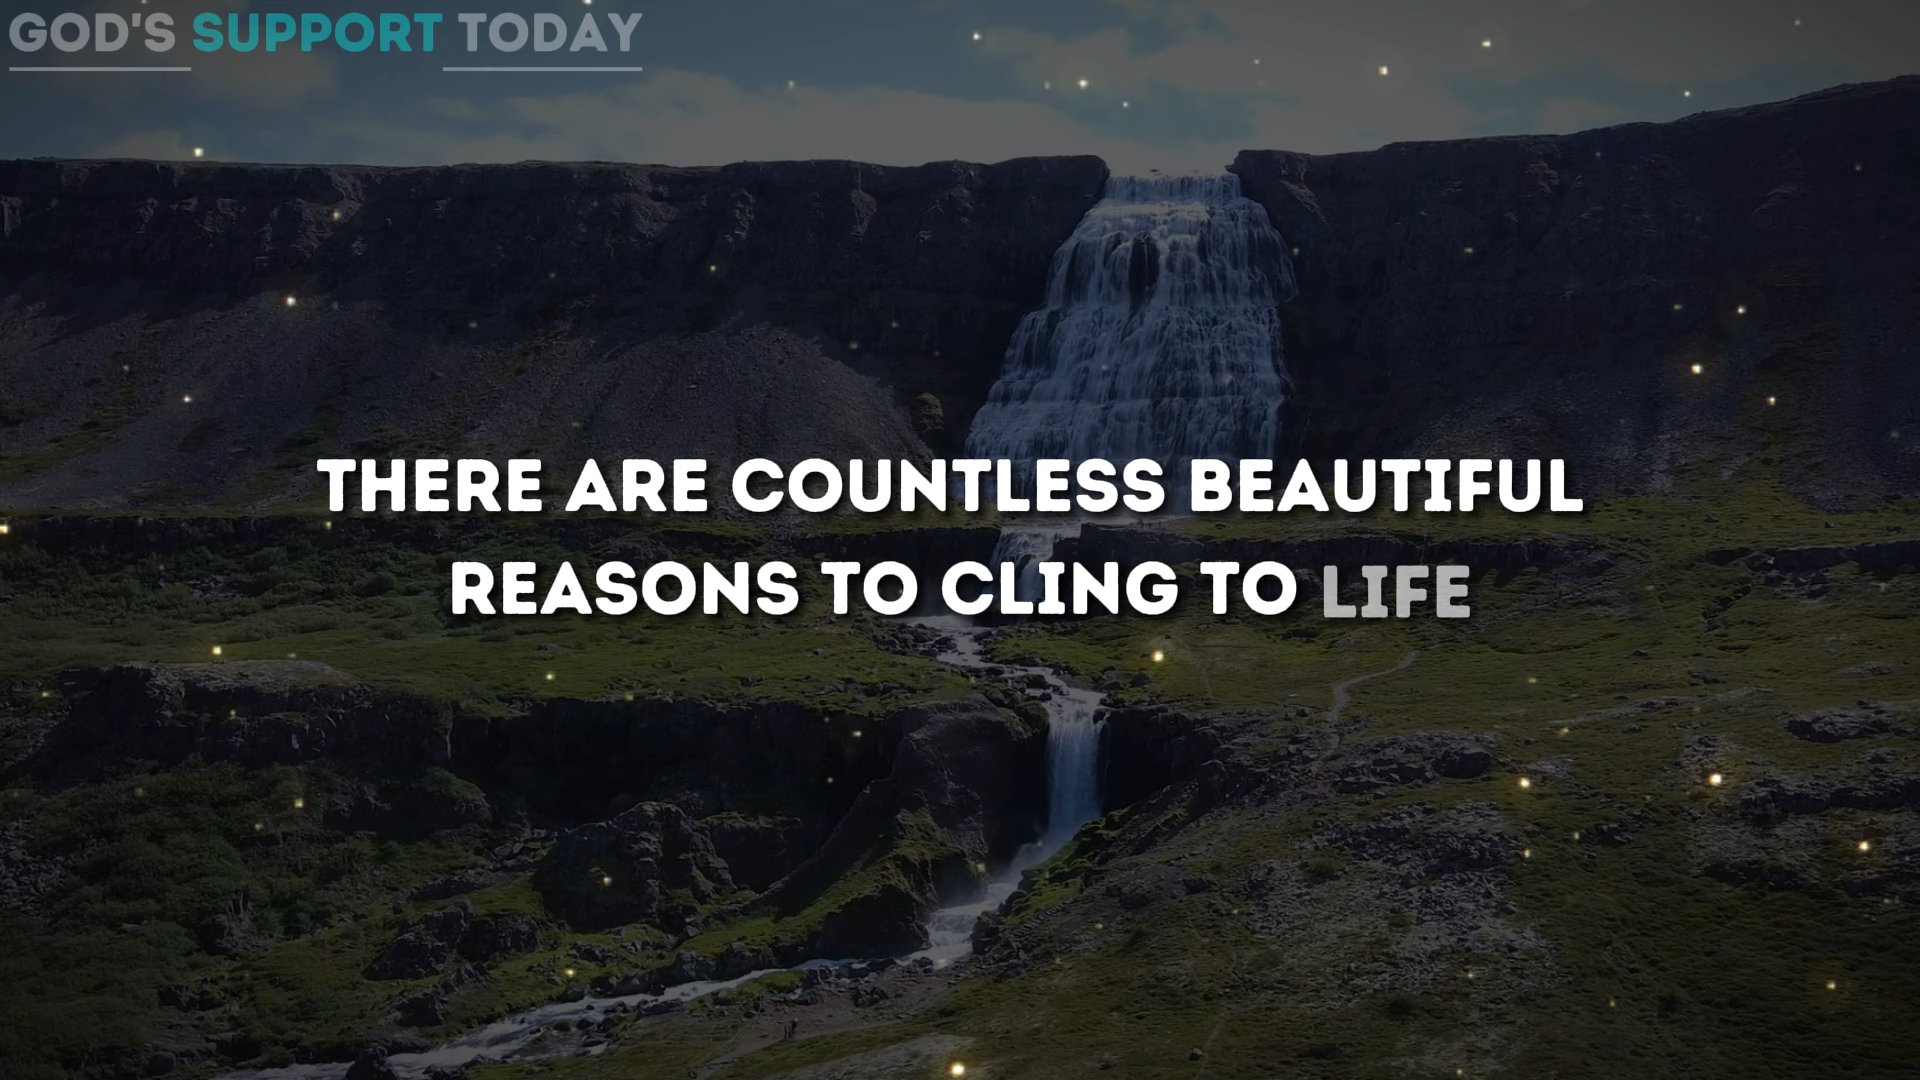 GOD'S SUPPORT TODAY
THERE ARE COUNTLESS BEAUTIFUL
REASONS TO CLING TO LIFE